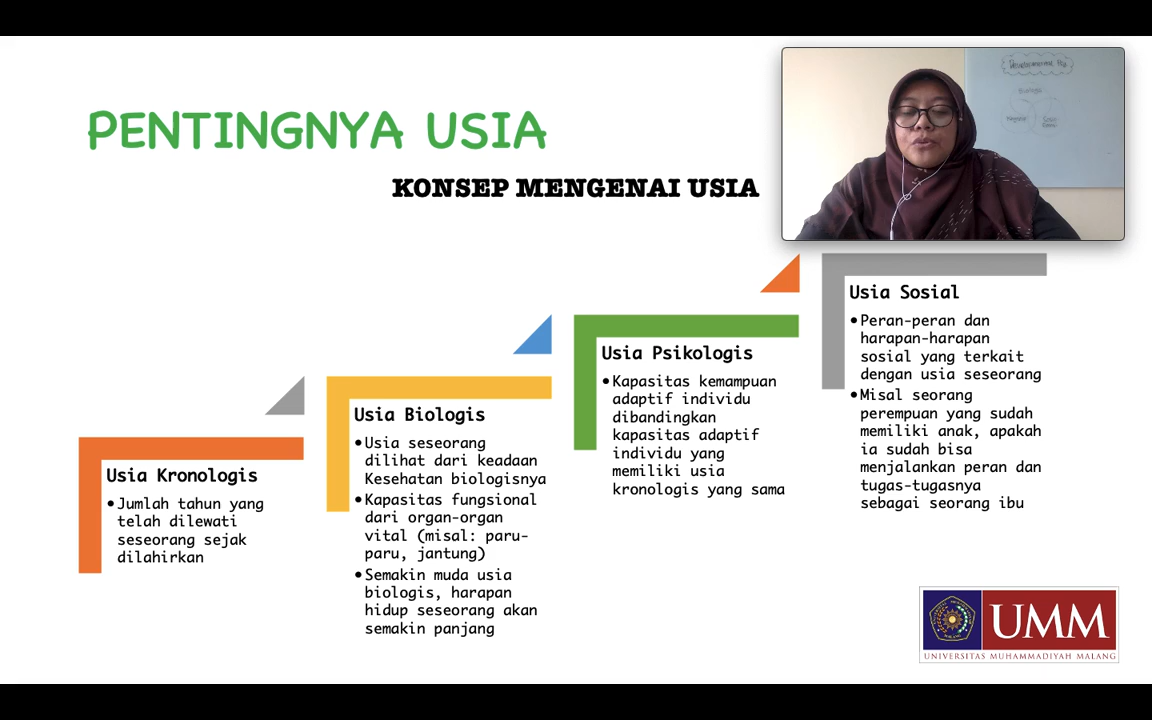 PENTINGNYA USIA
KONSEP MENGENAI USIA
Usia Kronologis
•Jumlah tahun yang
telah dilewati
seseorang sejak
dilahirkan
Usia Biologis
•Usia seseorang
dilihat dari keadaan
Kesehatan biologisnya
•Kapasitas fungsional
dari organ-organ
vital (misal: paru-
paru, jantung)
•Semakin muda usia
biologis, harapan
hidup seseorang akan
semakin panjang
Usia Psikologis
•Kapasitas kemampuan
adaptif individu
dibandingkan
kapasitas adaptif
individu yang
memiliki usia
kronologis yang sama
Usia Sosial
•Peran-peran dan
harapan-harapan
sosial yang terkait
dengan usia seseorang
•Misal seorang
perempuan yang sudah
memiliki anak, apakah
ia sudah bisa
menjalankan peran dan
tugas-tugasnya
sebagai seorang ibu
UMM
UNIVERSITAS MUHAMMADIYAH MALANG